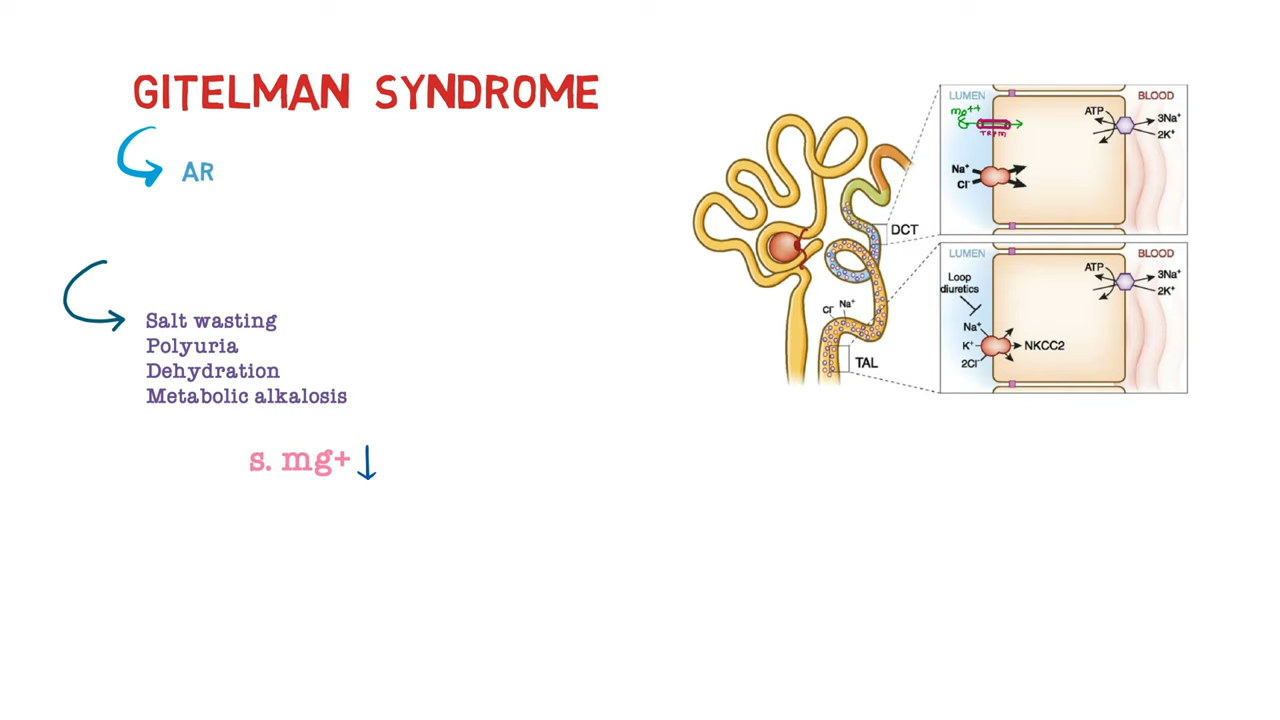 GITELMAN SYNDROME
AR
Salt wasting
Polyuria
Dehydration
Metabolic alkalosis
s. mg+ ↓
LUMEN
BLOOD
mg++
TRPM
ATP
3Na+
2K+
Na+
Cl-
DCT
LUMEN
BLOOD
Loop
diuretics
ATP
3Na+
2K+
Na+
K+
NKCC2
2Cl-
Cl-
Na+
TAL